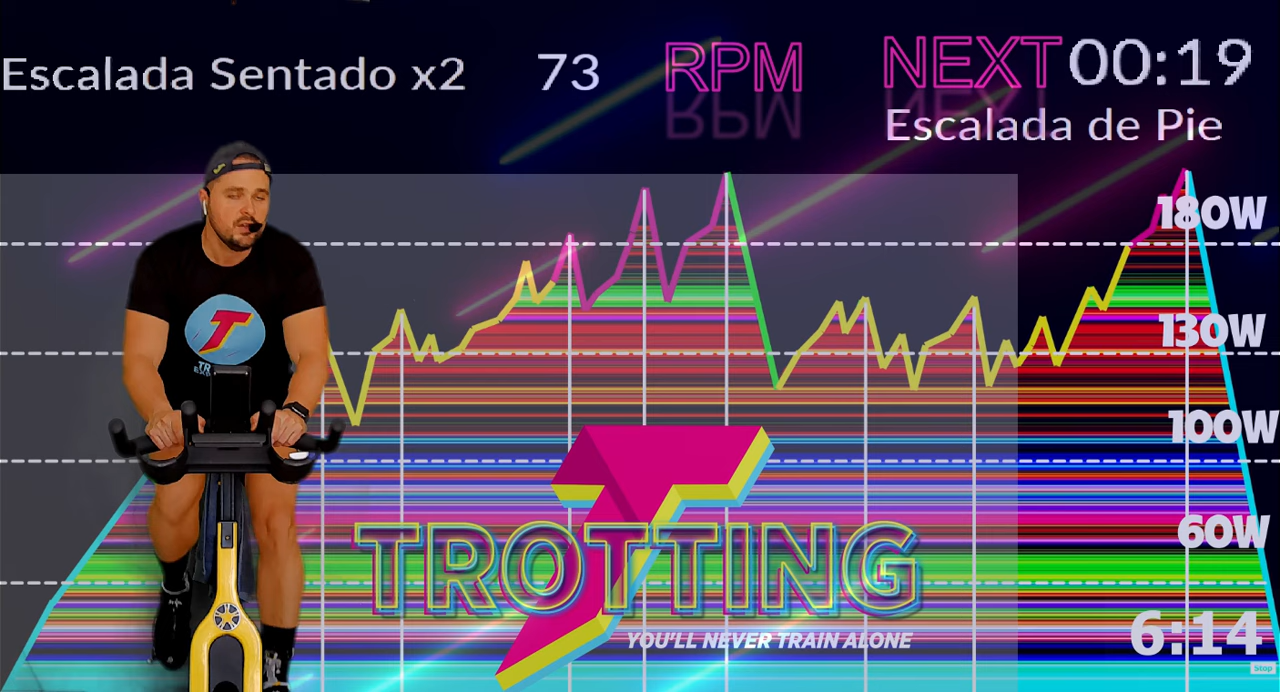 Escalada Sentado x2
73
RPM
NEXT 00:19
Escalada de Pie
180W
130W
100W
60W
T
TROTTING
YOU'LL NEVER TRAIN ALONE
6:14
Stop